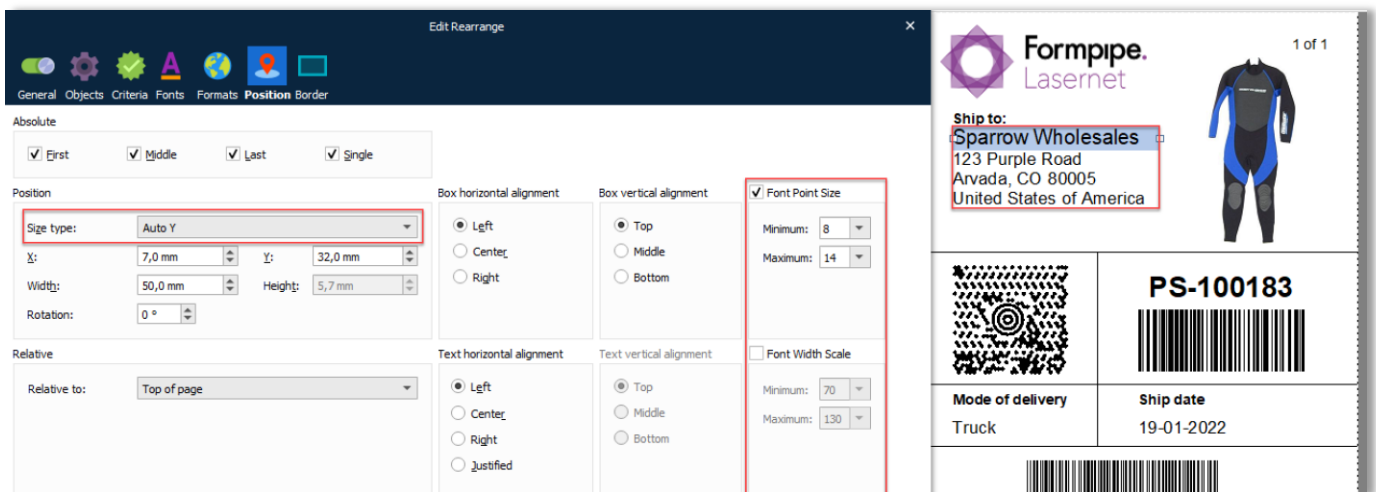 Edit Rearrange
General Objects Criteria Fonts Formats Position Border
Absolute
First Middle Last Single
Position
Size type: Auto Y
X: 7,0 mm Y: 32,0 mm
Width: 50,0 mm Height: 5,7 mm
Rotation: 0 °
Box horizontal alignment
Left
Center
Right
Box vertical alignment
Top
Middle
Bottom
Font Point Size
Minimum: 8
Maximum: 14
Relative
Relative to: Top of page
Text horizontal alignment
Left
Center
Right
Justified
Text vertical alignment
Top
Middle
Bottom
Font Width Scale
Minimum: 70
Maximum: 130
Formpipe.
Lasernet
1 of 1
Ship to:
Sparrow Wholesales
123 Purple Road
Arvada, CO 80005
United States of America
PS-100183
Mode of delivery
Truck
Ship date
19-01-2022